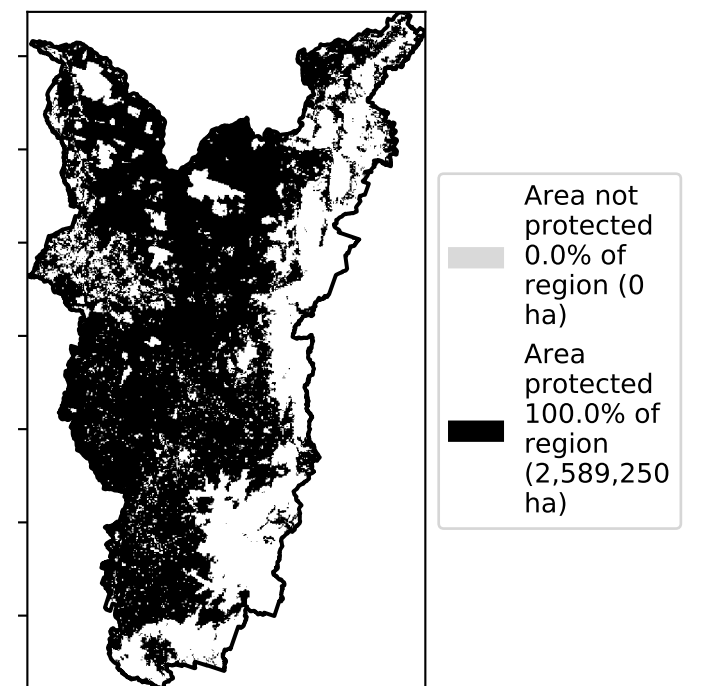 Area not
protected
0.0% of
region (0
ha)
Area
protected
100.0% of
region
(2,589,250
ha)